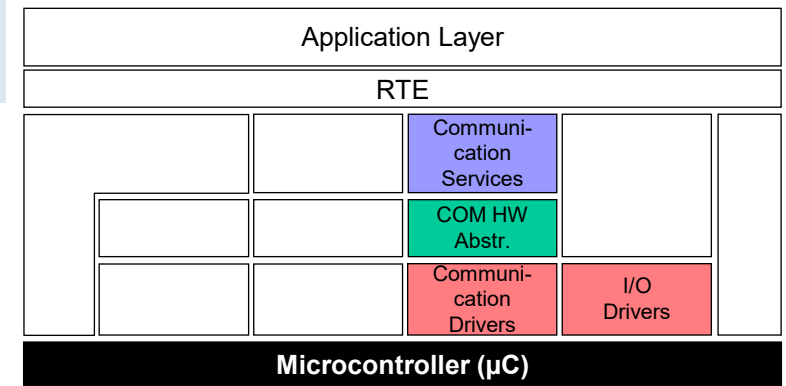 Application Layer
RTE
Communi-
cation
Services
COM HW
Abstr.
Communi-
cation
Drivers
I/O
Drivers
Microcontroller (µC)